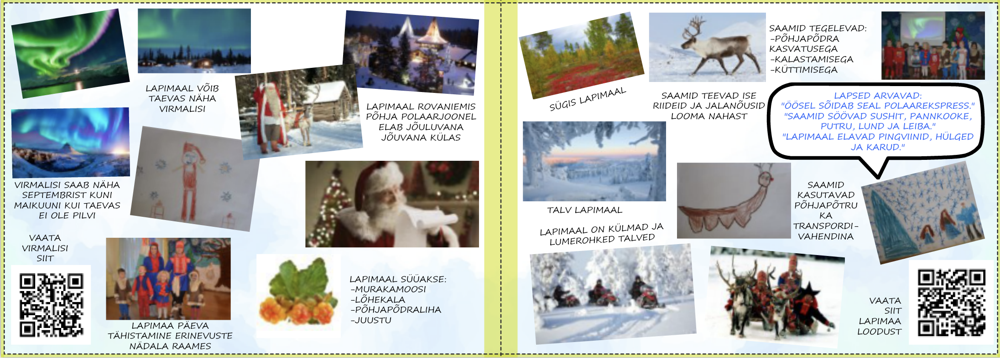 LAPIMAAL VÕIB
TAEVAS NÄHA
VIRMALISI
LAPIMAAL ROVANIEMIS
PÕHJA POLAARJOONEL
ELAB JÕULUVANA
JÕUVANA KÜLAS
VIRMALISI SAAB NÄHA
SEPTEMBRIST KUNI
MAIKUUNI KUI TAEVAS
EI OLE PILVI
VAATA
VIRMALISI
SIIT
LAPIMAA PÄEVA
TÄHISTAMINE ERINEVUSTE
NÄDALA RAAMES
LAPIMAAL SÜÜAKSE:
-MURAKAMOOSI
-LÕHEKALA
-PÕHJAPÕDRALIHA
-JUUSTU
SÜGIS LAPIMAAL
SAAMID TEEVAD ISE
RIIDEID JA JALANÕUSID
LOOMA NAHAST
SAAMID TEGELEVAD:
-PÕHJAPÕDRA
KASVATUSEGA
-KALASTAMISEGA
-KÜTTIMISEGA
LAPSED ARVAVAD:
"ÖÖSEL SÕIDAB SEAL POLAAREKSPRESS."
"SAAMID SÖÖVAD SUSHIT, PANNKOOKE,
PUTRU, LUND JA LEIBA."
"LAPIMAAL ELAVAD PINGVIINID, HÜLGED
JA KARUD."
TALV LAPIMAAL
LAPIMAAL ON KÜLMAD JA
LUMEROHKED TALVED
SAAMID
KASUTAVAD
PÕHJAPÕTRU
KA
TRANSPORDI-
VAHENDINA
VAATA
SIIT
LAPIMAA
LOODUST